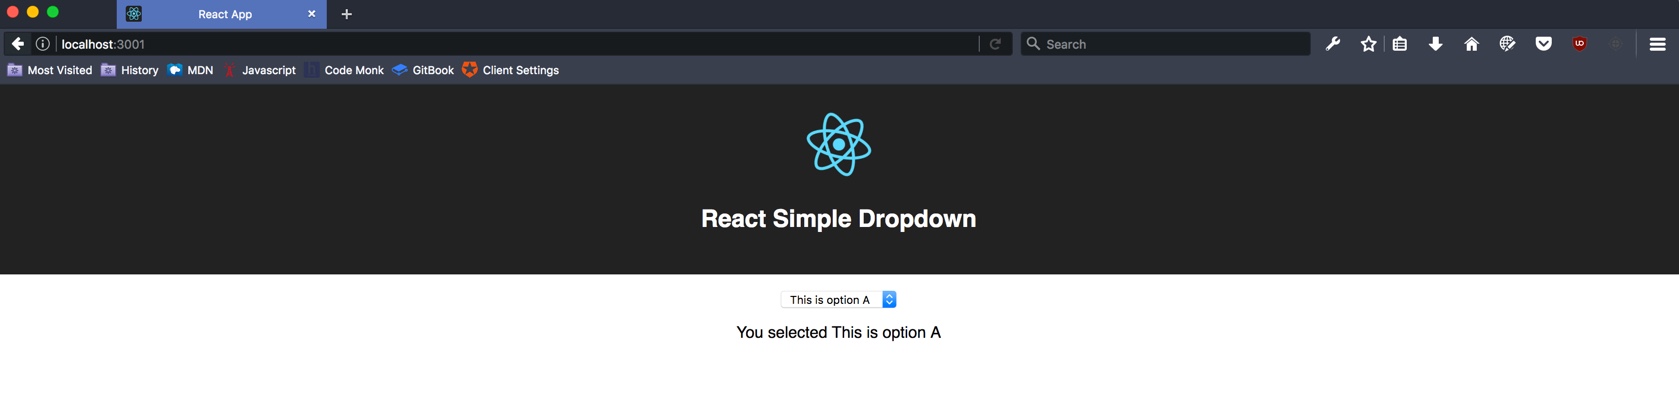 React App
localhost:3001
Search
Most Visited History MDN Javascript Code Monk GitBook Client Settings
React Simple Dropdown
This is option A
You selected This is option A